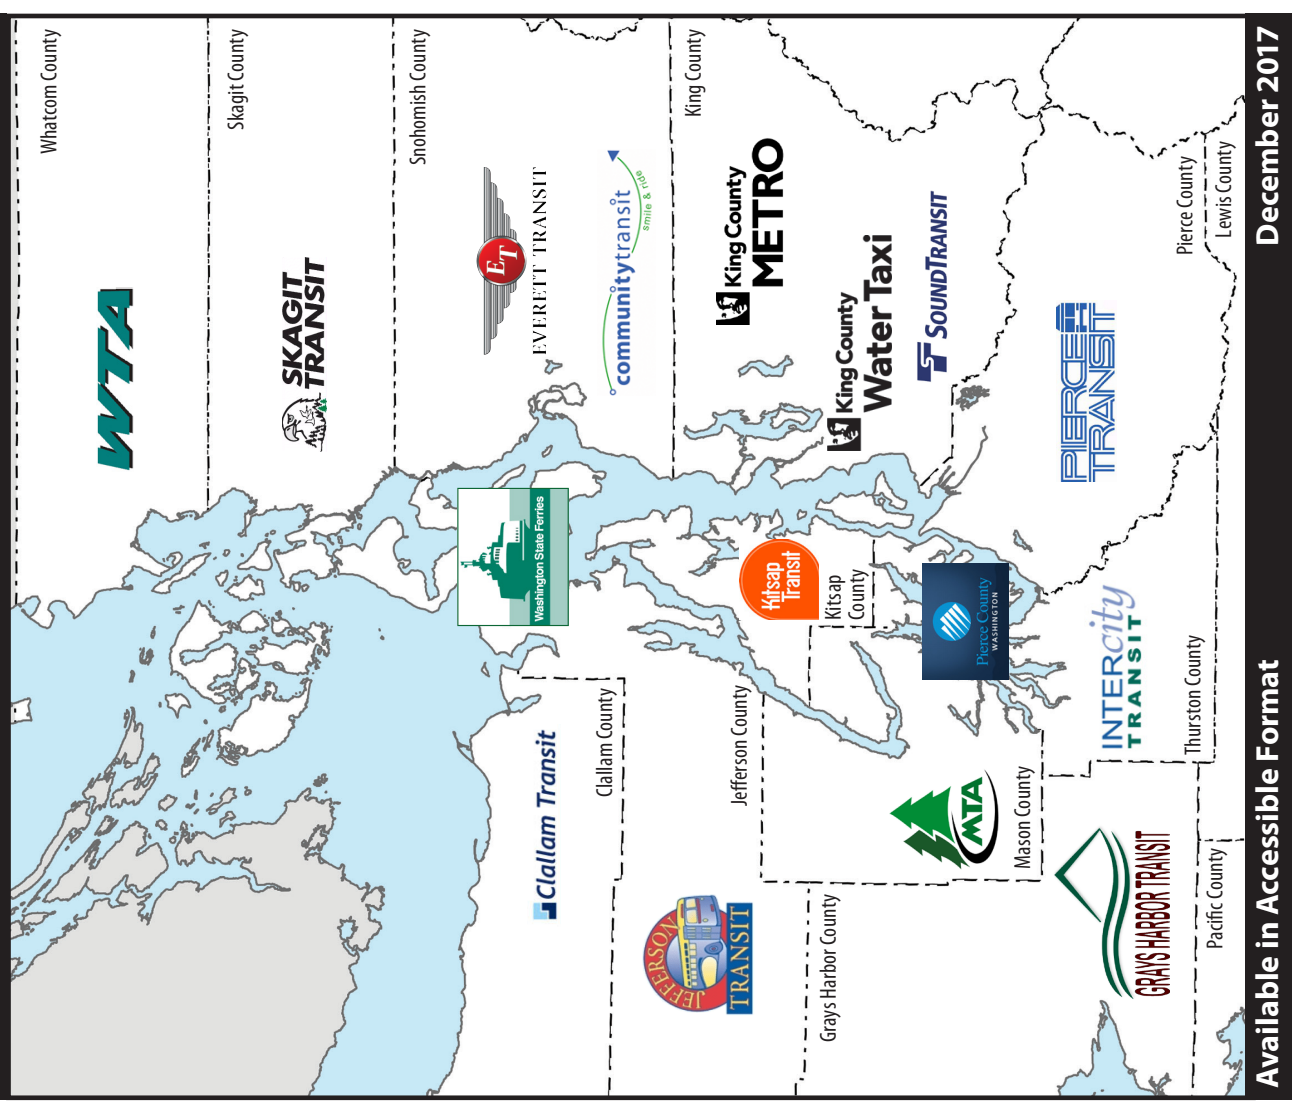 Whatcom County
WTA
Skagit County
SKAGIT
TRANSIT
Snohomish County
ET
EVERETT TRANSIT
communitytransit
smile & ride
Washington State Ferries
King County
King County
METRO
King County
Water Taxi
SOUNDTRANSIT
Clallam Transit
Clallam County
JEFFERSON
TRANSIT
Jefferson County
Kitsap
Transit
Kitsap
County
Pierce County
WASHINGTON
Pierce County
PIERCE
TRANSIT
Lewis County
Grays Harbor County
MTA
Mason County
INTERcity
TRANSIT
Thurston County
GRAYS HARBOR TRANSIT
Pacific County
Available in Accessible Format
December 2017